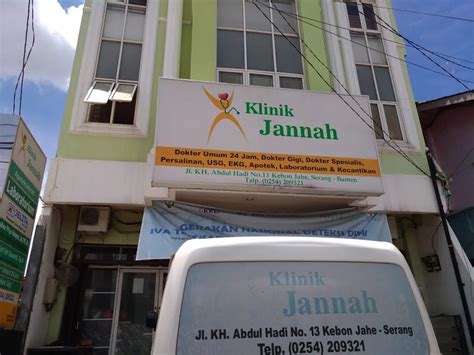 Klinik
Jannah
Dokter Umum 24 Jam, Dokter Gigi, Dokter Spesialis,
Persalinan, USG, EKG, Apotek, Laboratorium & Kecantikan
Jl. KH. Abdul Hadi No.13 Kebon Jahe, Serang - Banten
Telp. (0254) 209321
GERAKAN NASIONAL DETEKSI DINI
IVA
Klinik
Jannah
Jl. KH Abdul Hadi No. 13 Kebon Jahe - Serang
Telp. (0254) 209321